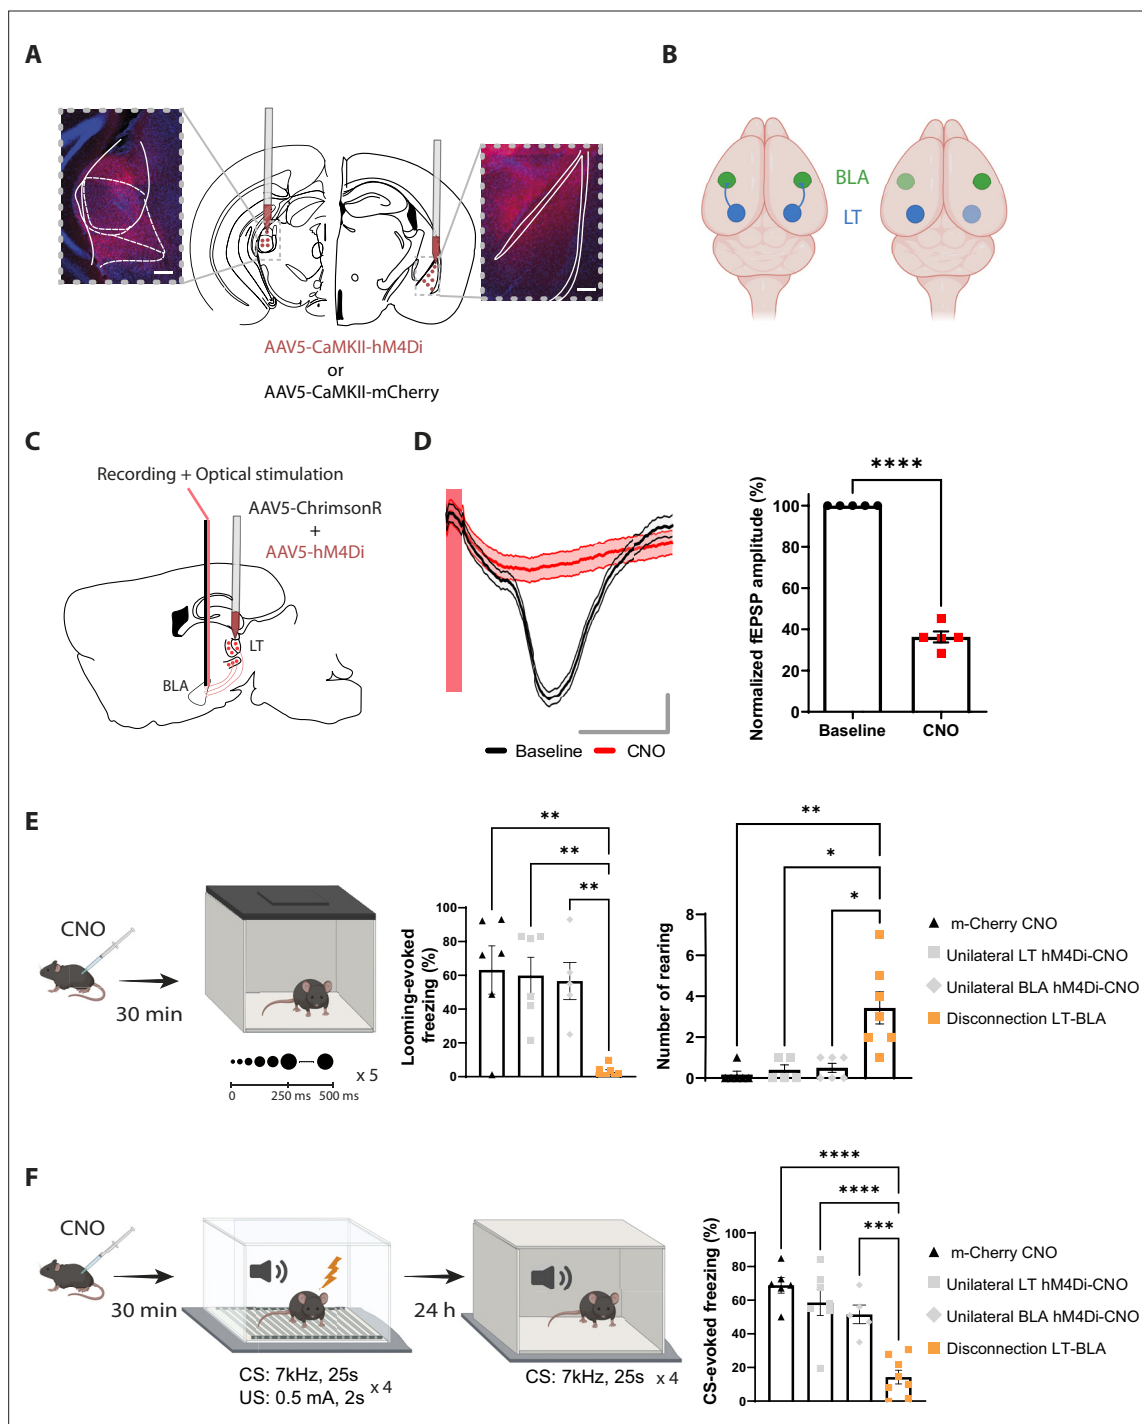 A
B
BLA
LT
AAV5-CaMKII-hM4Di
or
AAV5-CaMKII-mCherry
C
Recording + Optical stimulation
AAV5-ChrimsonR
+
AAV5-hM4Di
LT
BLA
D
Baseline
CNO
****
Normalized fEPSP amplitude (%)
100
80
60
40
20
0
Baseline
CNO
E
CNO
30 min
x 5
0
250 ms
500 ms
**
**
**
Looming-evoked
freezing (%)
100
80
60
40
20
0
**
*
*
Number of rearing
8
6
4
2
0
m-Cherry CNO
Unilateral LT hM4Di-CNO
Unilateral BLA hM4Di-CNO
Disconnection LT-BLA
F
CNO
30 min
CS: 7kHz, 25s
US: 0.5 mA, 2s
x 4
24 h
CS: 7kHz, 25s x 4
****
****
***
CS-evoked freezing (%)
100
80
60
40
20
0
m-Cherry CNO
Unilateral LT hM4Di-CNO
Unilateral BLA hM4Di-CNO
Disconnection LT-BLA